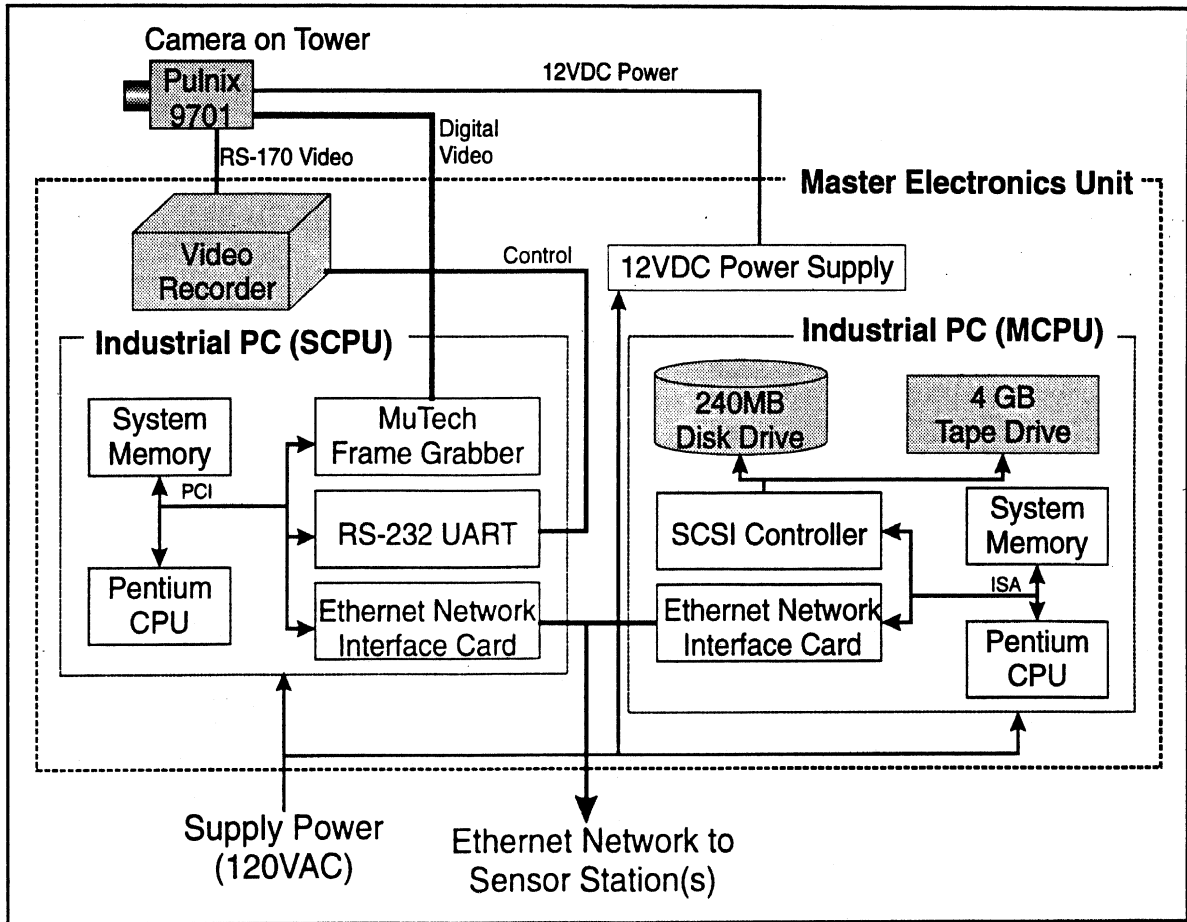 Camera on Tower
Pulnix
9701
12VDC Power
Digital
Video
RS-170 Video
Master Electronics Unit
Video
Recorder
Control
12VDC Power Supply
Industrial PC (SCPU)
Industrial PC (MCPU)
System
Memory
MuTech
Frame Grabber
240MB
Disk Drive
4 GB
Tape Drive
PCI
RS-232 UART
SCSI Controller
System
Memory
Pentium
CPU
Ethernet Network
Interface Card
Ethernet Network
Interface Card
ISA
Pentium
CPU
Supply Power
(120VAC)
Ethernet Network to
Sensor Station(s)